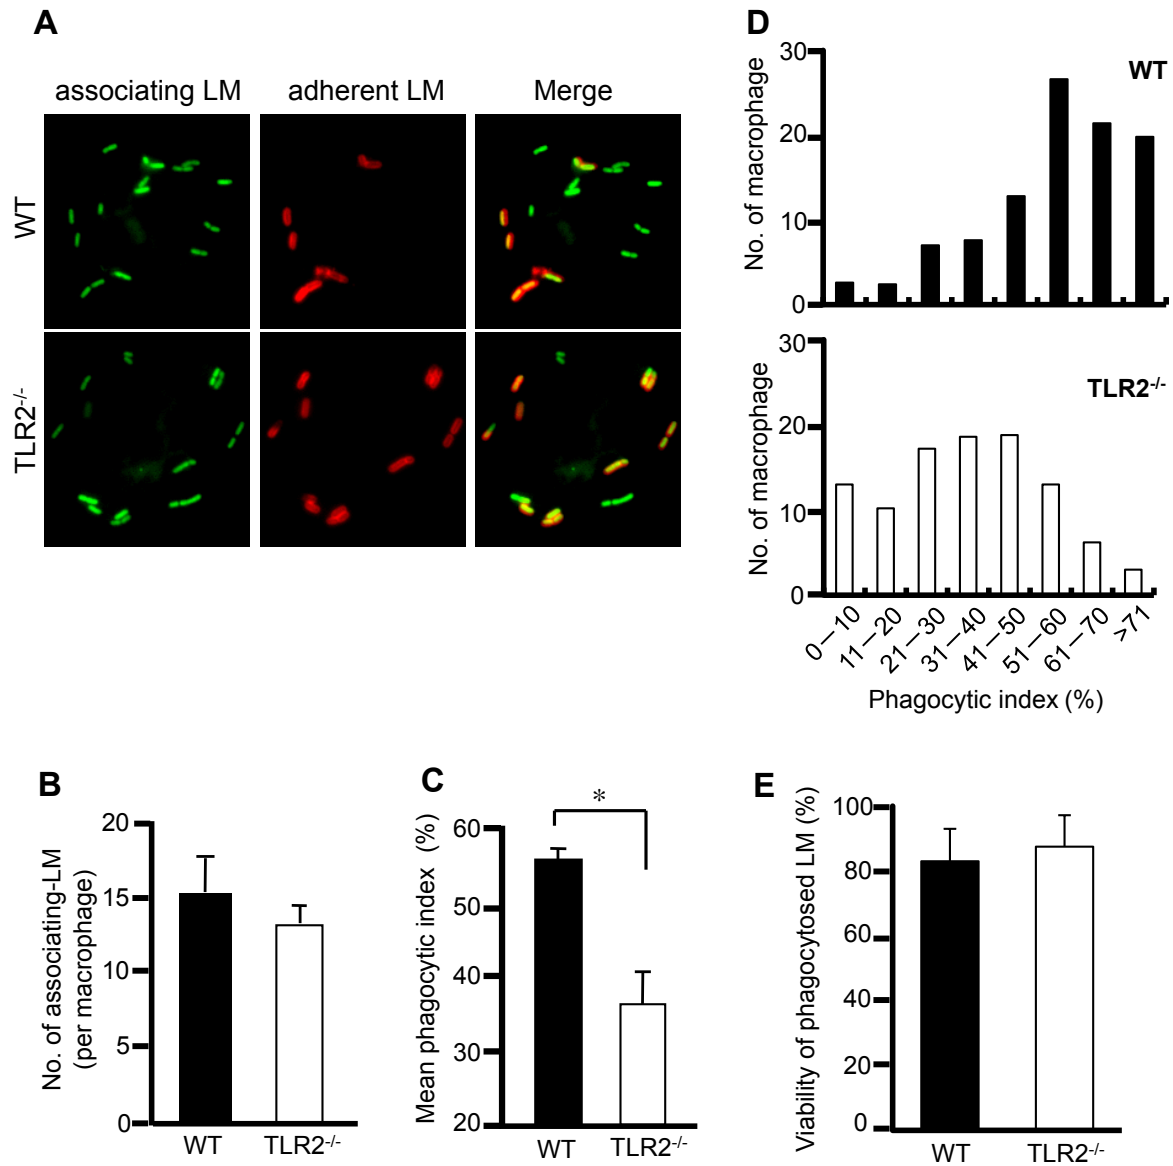 A
associating LM
adherent LM
Merge
WT
TLR2-/-
D
30
20
10
0
No. of macrophage
WT
30
20
10
0
No. of macrophage
TLR2-/-
0—10
11—20
21—30
31—40
41—50
51—60
61—70
>71
Phagocytic index (%)
B
20
15
10
5
0
No. of associating-LM
(per macrophage)
WT
TLR2-/-
C
60
50
40
30
20
Mean phagocytic index (%)
*
WT
TLR2-/-
E
100
80
60
40
20
0
Viability of phagocytosed LM (%)
WT
TLR2-/-